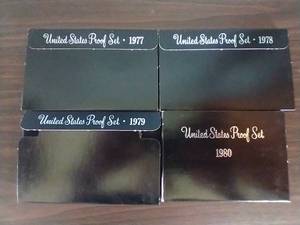 United States Proof Set · 1977
United States Proof Set · 1978
United States Proof Set · 1979
United States Proof Set
1980